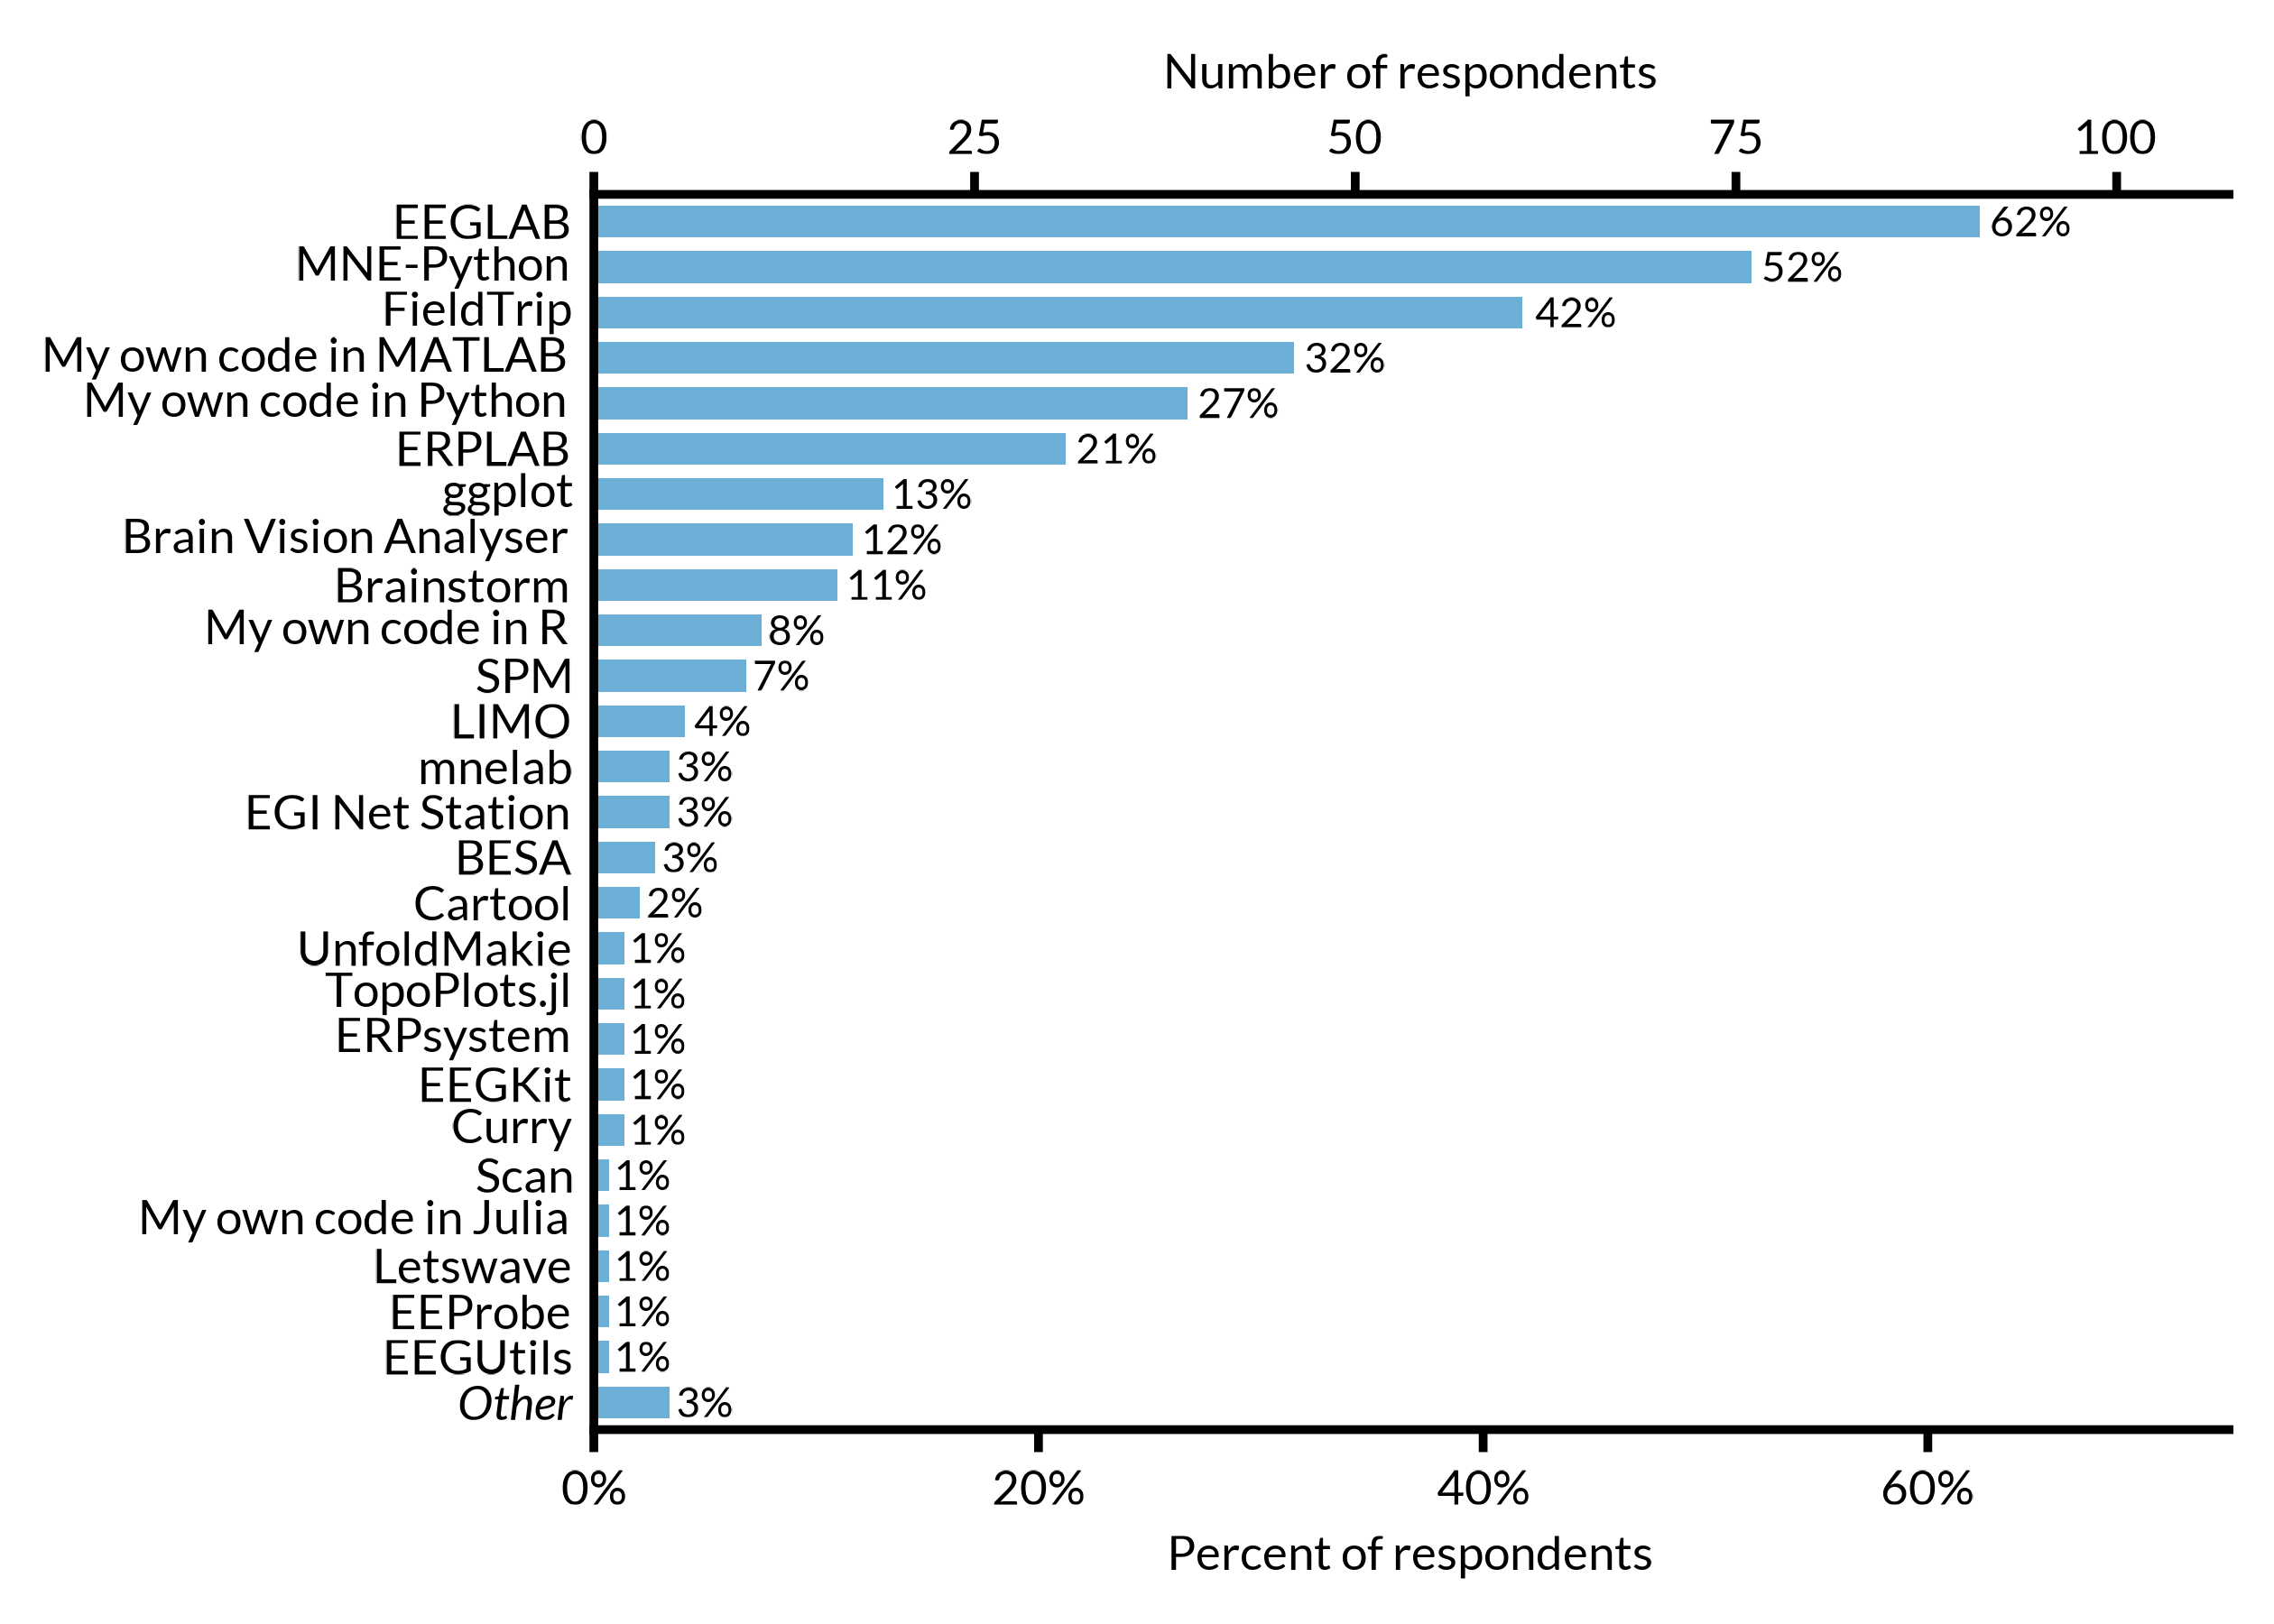 Number of respondents
0 25 50 75 100
EEGLAB 62%
MNE-Python 52%
FieldTrip 42%
My own code in MATLAB 32%
My own code in Python 27%
ERPLAB 21%
ggplot 13%
Brain Vision Analyser 12%
Brainstorm 11%
My own code in R 8%
SPM 7%
LIMO 4%
mnelab 3%
EGI Net Station 3%
BESA 3%
Cartool 2%
UnfoldMakie 1%
TopoPlots.jl 1%
ERPsystem 1%
EEGKit 1%
Curry 1%
Scan 1%
My own code in Julia 1%
Letswave 1%
EEProbe 1%
EEGUtils 1%
Other 3%
0% 20% 40% 60%
Percent of respondents